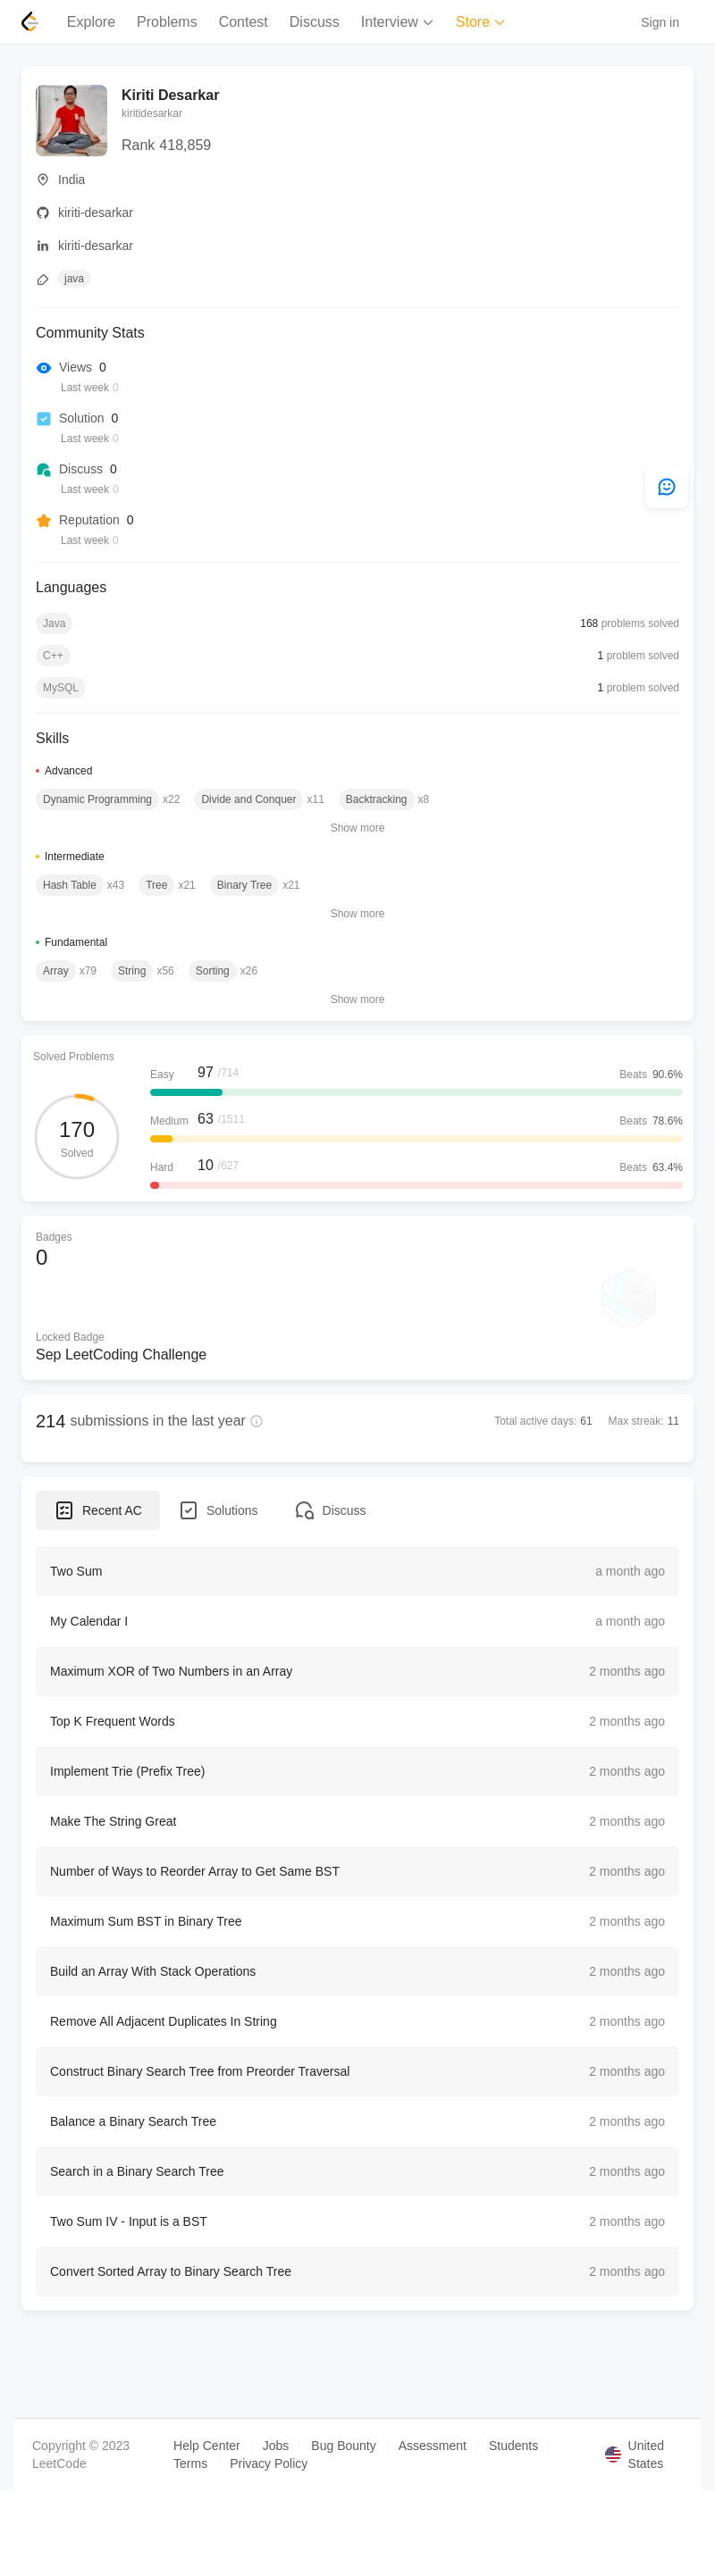 Explore Problems Contest Discuss Interview Store Sign in
Kiriti Desarkar
kiritidesarkar
Rank 418,859
India
kiriti-desarkar
kiriti-desarkar
java
Community Stats
Views 0
Last week 0
Solution 0
Last week 0
Discuss 0
Last week 0
Reputation 0
Last week 0
Languages
Java 168 problems solved
C++ 1 problem solved
MySQL 1 problem solved
Skills
Advanced
Dynamic Programming x22 Divide and Conquer x11 Backtracking x8
Show more
Intermediate
Hash Table x43 Tree x21 Binary Tree x21
Show more
Fundamental
Array x79 String x56 Sorting x26
Show more
Solved Problems
170
Solved
Easy 97 /714 Beats 90.6%
Medium 63 /1511 Beats 78.6%
Hard 10 /627 Beats 63.4%
Badges
0
Locked Badge
Sep LeetCoding Challenge
214 submissions in the last year Total active days: 61 Max streak: 11
Recent AC Solutions Discuss
Two Sum a month ago
My Calendar I a month ago
Maximum XOR of Two Numbers in an Array 2 months ago
Top K Frequent Words 2 months ago
Implement Trie (Prefix Tree) 2 months ago
Make The String Great 2 months ago
Number of Ways to Reorder Array to Get Same BST 2 months ago
Maximum Sum BST in Binary Tree 2 months ago
Build an Array With Stack Operations 2 months ago
Remove All Adjacent Duplicates In String 2 months ago
Construct Binary Search Tree from Preorder Traversal 2 months ago
Balance a Binary Search Tree 2 months ago
Search in a Binary Search Tree 2 months ago
Two Sum IV - Input is a BST 2 months ago
Convert Sorted Array to Binary Search Tree 2 months ago
Copyright © 2023
LeetCode
Help Center Jobs Bug Bounty Assessment Students
Terms Privacy Policy
United
States